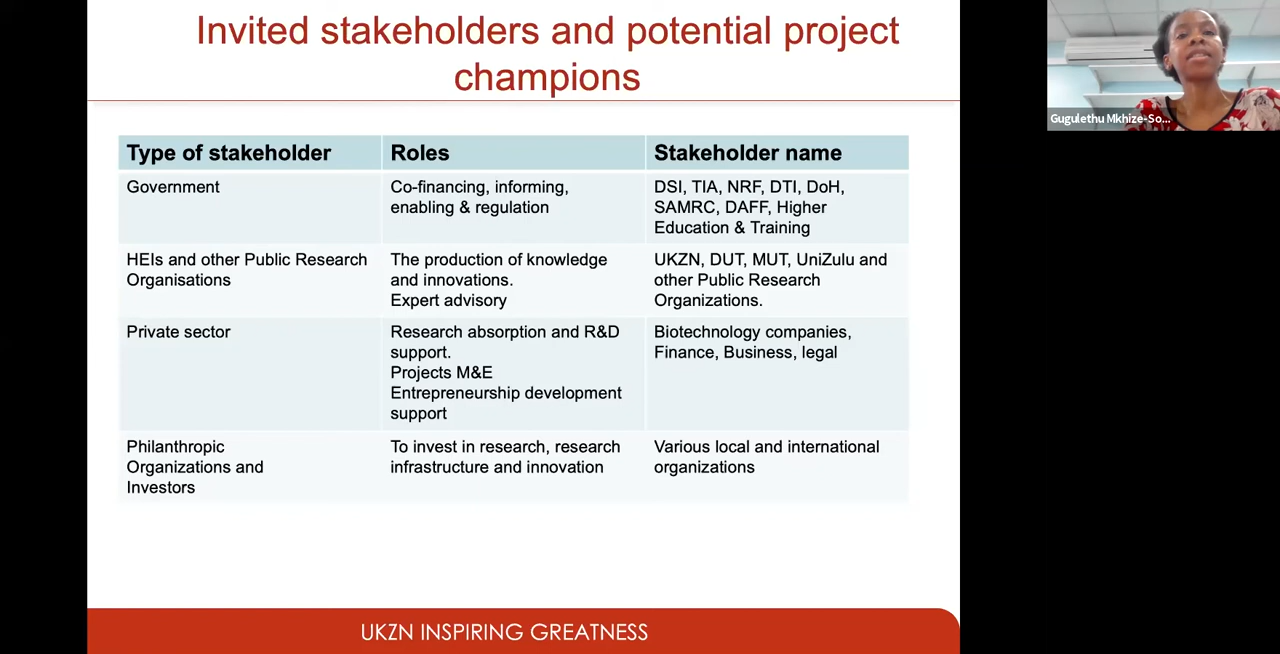 Invited stakeholders and potential project
champions
Gugulethu Mkhize-So...
Type of stakeholder
Roles
Stakeholder name
Government
Co-financing, informing,
enabling & regulation
DSI, TIA, NRF, DTI, DoH,
SAMRC, DAFF, Higher
Education & Training
HEIs and other Public Research
Organisations
The production of knowledge
and innovations.
Expert advisory
UKZN, DUT, MUT, UniZulu and
other Public Research
Organizations.
Private sector
Research absorption and R&D
support.
Projects M&E
Entrepreneurship development
support
Biotechnology companies,
Finance, Business, legal
Philanthropic
Organizations and
Investors
To invest in research, research
infrastructure and innovation
Various local and international
organizations
UKZN INSPIRING GREATNESS